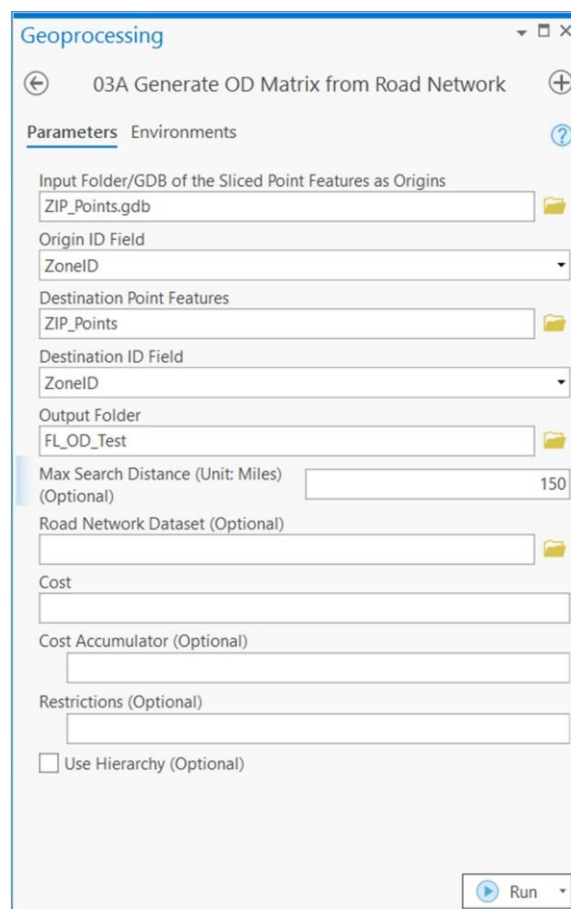 Geoprocessing
03A Generate OD Matrix from Road Network
Parameters Environments
Input Folder/GDB of the Sliced Point Features as Origins
ZIP_Points.gdb
Origin ID Field
ZoneID
Destination Point Features
ZIP_Points
Destination ID Field
ZoneID
Output Folder
FL_OD_Test
Max Search Distance (Unit: Miles)
(Optional)
150
Road Network Dataset (Optional)
Cost
Cost Accumulator (Optional)
Restrictions (Optional)
Use Hierarchy (Optional)
Run